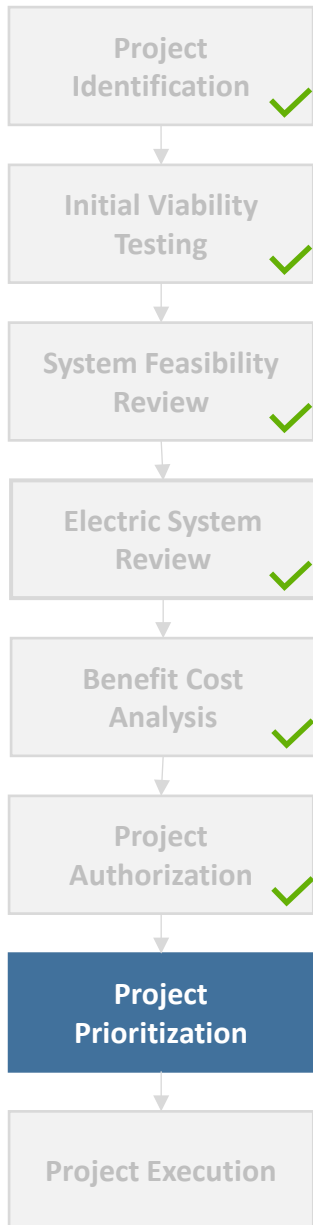 Project
Identification
Initial Viability
Testing
System Feasibility
Review
Electric System
Review
Benefit Cost
Analysis
Project
Authorization
Project
Prioritization
Project Execution